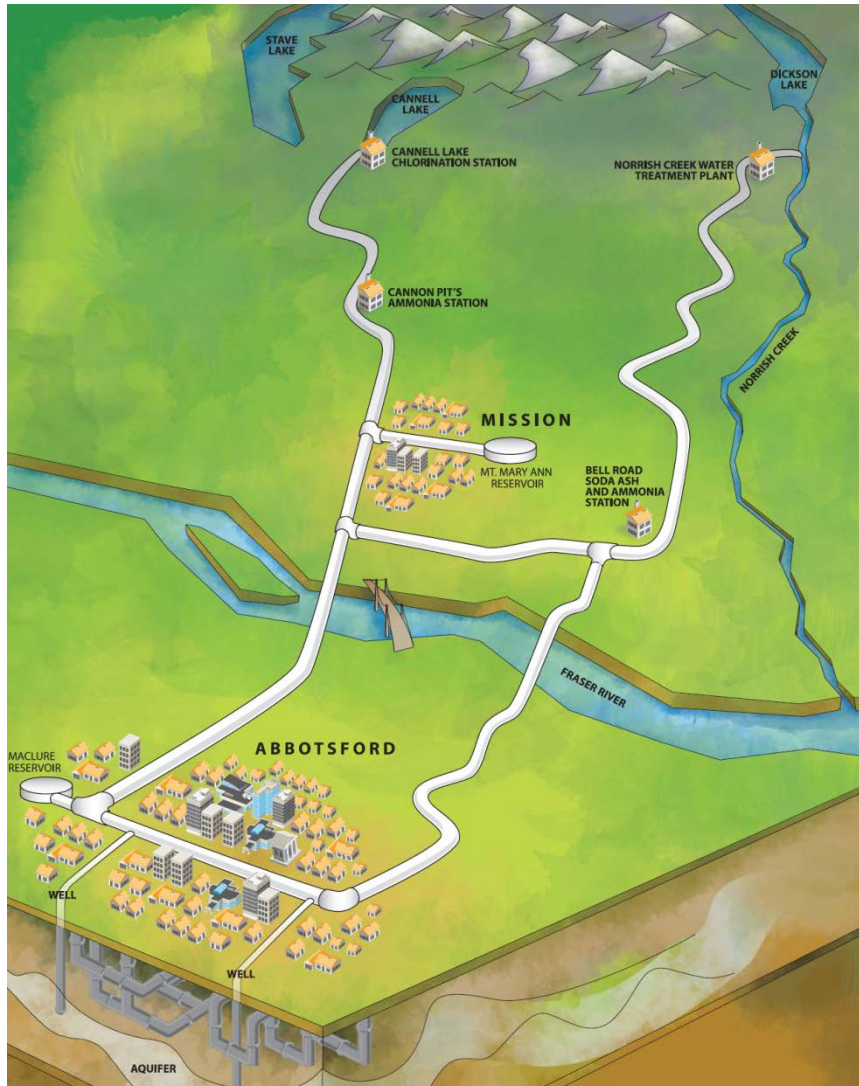 STAVE
LAKE
DICKSON
LAKE
CANNELL
LAKE
CANNELL LAKE
CHLORINATION STATION
NORRISH CREEK WATER
TREATMENT PLANT
CANNON PIT'S
AMMONIA STATION
NORRISH CREEK
MISSION
MT. MARY ANN
RESERVOIR
BELL ROAD
SODA ASH
AND AMMONIA
STATION
FRASER RIVER
ABBOTSFORD
MACLURE
RESERVOIR
WELL
WELL
AQUIFER